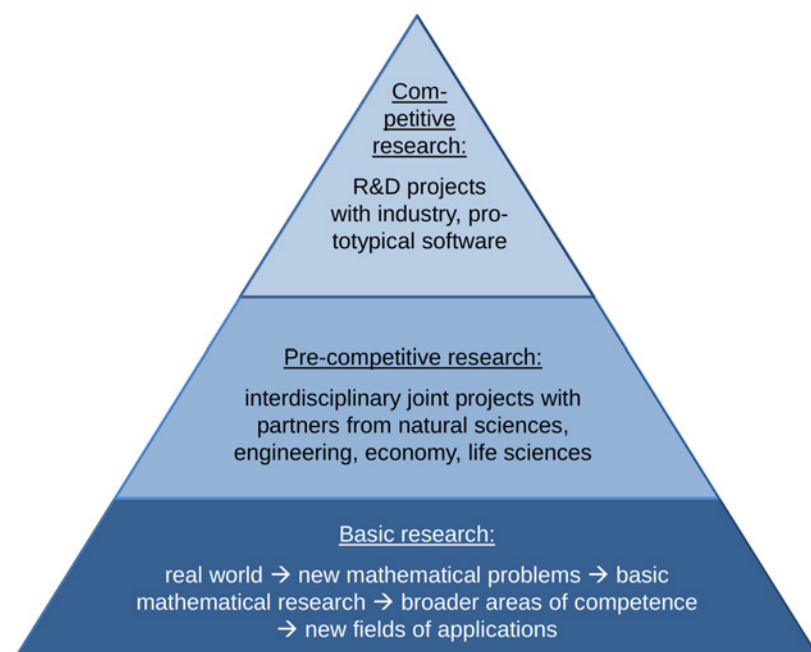 Com-
petitive
research:
R&D projects
with industry, pro-
totypical software
Pre-competitive research:
interdisciplinary joint projects with
partners from natural sciences,
engineering, economy, life sciences
Basic research:
real world → new mathematical problems → basic
mathematical research → broader areas of competence
→ new fields of applications